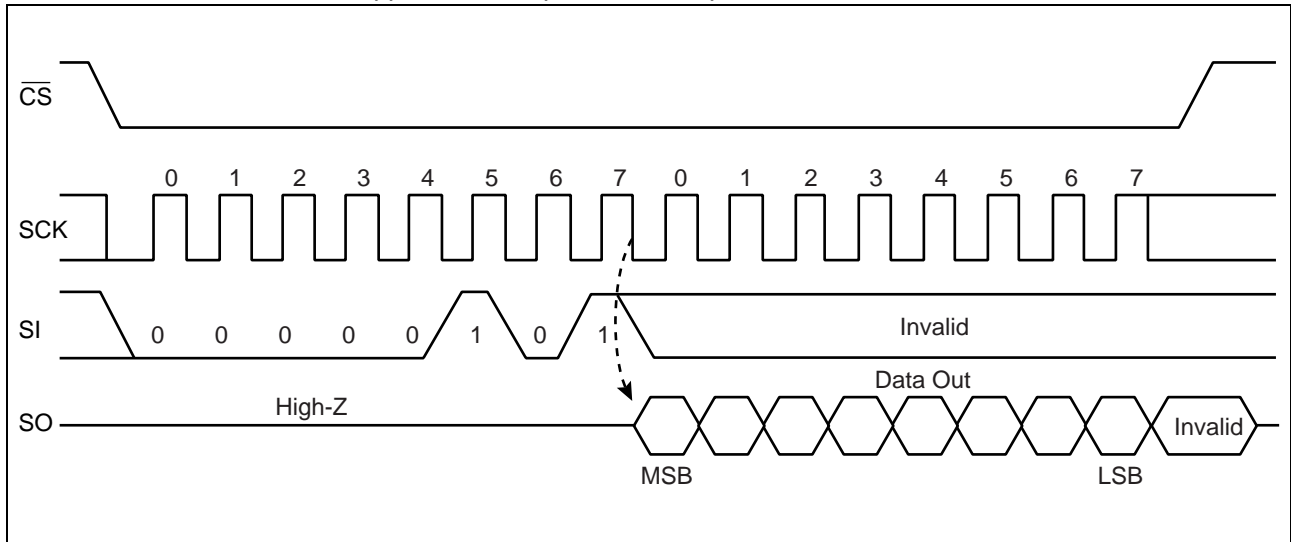 CS
0 1 2 3 4 5 6 7 0 1 2 3 4 5 6 7
SCK
SI 0 0 0 0 0 1 0 1 Invalid
Data Out
High-Z
SO Invalid
MSB LSB